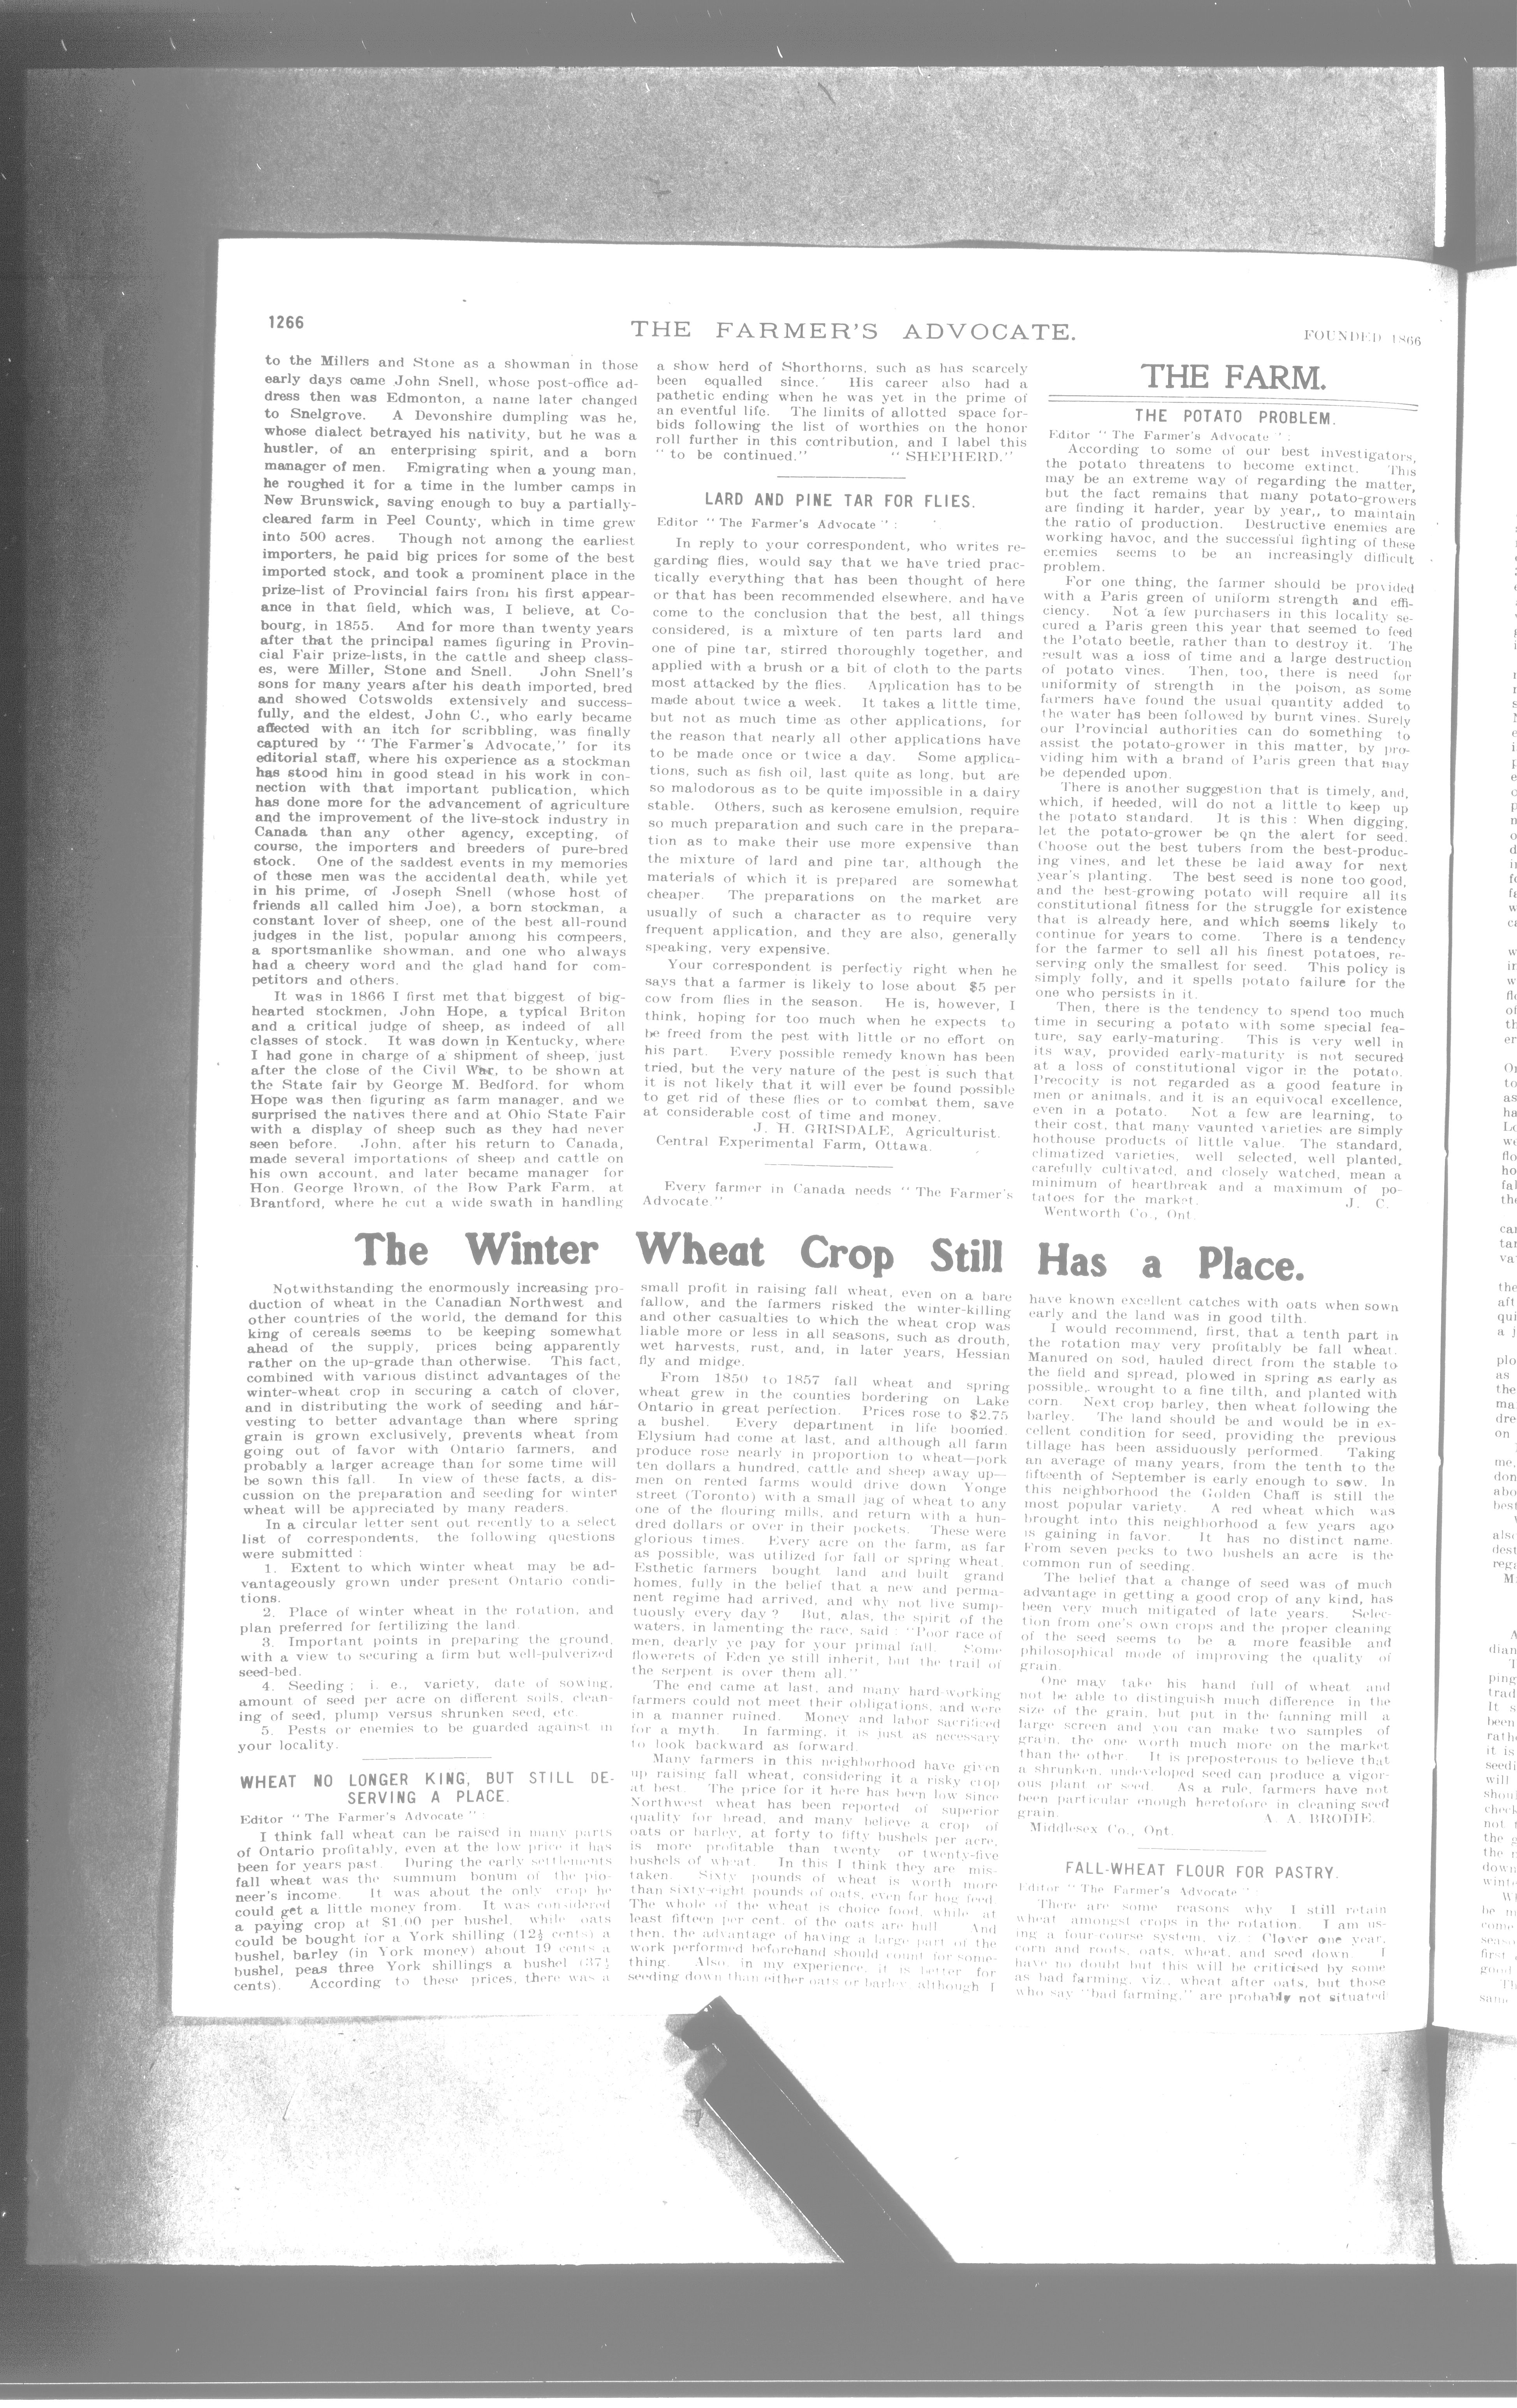 1266
THE FARMER'S ADVOCATE.
FOUNDED 1866
to the Millers and Stone as a showman in those
early days came John Snell, whose post-office ad-
dress then was Edmonton, a name later changed
to Snelgrove. A Devonshire dumpling was he,
whose dialect betrayed his nativity, but he was a
hustler, of an enterprising spirit, and a born
manager of men. Emigrating when a young man,
he roughed it for a time in the lumber camps in
New Brunswick, saving enough to buy a partially-
cleared farm in Peel County, which in time grew
into 500 acres. Though not among the earliest
importers, he paid big prices for some of the best
imported stock, and took a prominent place in the
prize-list of Provincial fairs from his first appear-
ance in that field, which was, I believe, at Co-
bourg, in 1855. And for more than twenty years
after that the principal names figuring in Provin-
cial Fair prize-lists, in the cattle and sheep class-
es, were Miller, Stone and Snell. John Snell's
sons for many years after his death imported, bred
and showed Cotswolds extensively and success-
fully, and the eldest, John C., who early became
affected with an itch for scribbling, was finally
captured by "The Farmer's Advocate," for its
editorial staff, where his experience as a stockman
has stood him in good stead in his work in con-
nection with that important publication, which
has done more for the advancement of agriculture
and the improvement of the live-stock industry in
Canada than any other agency, excepting, of
course, the importers and breeders of pure-bred
stock. One of the saddest events in my memories
of these men was the accidental death, while yet
in his prime, of Joseph Snell (whose host of
friends all called him Joe), a born stockman, a
constant lover of sheep, one of the best all-round
judges in the list, popular among his compeers,
a sportsmanlike showman, and one who always
had a cheery word and the glad hand for com-
petitors and others.
It was in 1866 I first met that biggest of big-
hearted stockmen, John Hope, a typical Briton
and a critical judge of sheep, as indeed of all
classes of stock. It was down in Kentucky, where
I had gone in charge of a shipment of sheep, just
after the close of the Civil War, to be shown at
the State fair by George M. Bedford, for whom
Hope was then figuring as farm manager, and we
surprised the natives there and at Ohio State Fair
with a display of sheep such as they had never
seen before. John, after his return to Canada,
made several importations of sheep and cattle on
his own account, and later became manager for
Hon. George Brown, of the Bow Park Farm, at
Brantford, where he cut a wide swath in handling
a show herd of Shorthorns, such as has scarcely
been equalled since. His career also had a
pathetic ending when he was yet in the prime of
an eventful life. The limits of allotted space for-
bids following the list of worthies on the honor
roll further in this contribution, and I label this
"to be continued." "SHEPHERD."
LARD AND PINE TAR FOR FLIES.
Editor "The Farmer's Advocate":
In reply to your correspondent, who writes re-
garding flies, would say that we have tried prac-
tically everything that has been thought of here
or that has been recommended elsewhere, and have
come to the conclusion that the best, all things
considered, is a mixture of ten parts lard and
one of pine tar, stirred thoroughly together, and
applied with a brush or a bit of cloth to the parts
most attacked by the flies. Application has to be
made about twice a week. It takes a little time,
but not as much time as other applications, for
the reason that nearly all other applications have
to be made once or twice a day. Some applica-
tions, such as fish oil, last quite as long, but are
so malodorous as to be quite impossible in a dairy
stable. Others, such as kerosene emulsion, require
so much preparation and such care in the prepara-
tion as to make their use more expensive than
the mixture of lard and pine tar, although the
materials of which it is prepared are somewhat
cheaper. The preparations on the market are
usually of such a character as to require very
frequent application, and they are also, generally
speaking, very expensive.
Your correspondent is perfectly right when he
says that a farmer is likely to lose about $5 per
cow from flies in the season. He is, however, I
think, hoping for too much when he expects to
be freed from the pest with little or no effort on
his part. Every possible remedy known has been
tried, but the very nature of the pest is such that
it is not likely that it will ever be found possible
to get rid of these flies or to combat them, save
at considerable cost of time and money.
J. H. GRISDALE, Agriculturist.
Central Experimental Farm, Ottawa.
Every farmer in Canada needs "The Farmer's
Advocate."
THE FARM.
THE POTATO PROBLEM.
Editor "The Farmer's Advocate":
According to some of our best investigators,
the potato threatens to become extinct. This
may be an extreme way of regarding the matter,
but the fact remains that many potato-growers
are finding it harder, year by year,, to maintain
the ratio of production. Destructive enemies are
working havoc, and the successful fighting of these
enemies seems to be an increasingly difficult
problem.
For one thing, the farmer should be provided
with a Paris green of uniform strength and effi-
ciency. Not a few purchasers in this locality se-
cured a Paris green this year that seemed to feed
the Potato beetle, rather than to destroy it. The
result was a loss of time and a large destruction
of potato vines. Then, too, there is need for
uniformity of strength in the poison, as some
farmers have found the usual quantity added to
the water has been followed by burnt vines. Surely
our Provincial authorities can do something to
assist the potato-grower in this matter, by pro-
viding him with a brand of Paris green that may
be depended upon.
There is another suggestion that is timely, and,
which, if heeded, will do not a little to keep up
the potato standard. It is this: When digging,
let the potato-grower be on the alert for seed.
Choose out the best tubers from the best-produc-
ing vines, and let these be laid away for next
year's planting. The best seed is none too good,
and the best-growing potato will require all its
constitutional fitness for the struggle for existence
that is already here, and which seems likely to
continue for years to come. There is a tendency
for the farmer to sell all his finest potatoes, re-
serving only the smallest for seed. This policy is
simply folly, and it spells potato failure for the
one who persists in it.
Then, there is the tendency to spend too much
time in securing a potato with some special fea-
ture, say early-maturing. This is very well in
its way, provided early-maturity is not secured
at a loss of constitutional vigor in the potato.
Precocity is not regarded as a good feature in
men or animals, and it is an equivocal excellence,
even in a potato. Not a few are learning, to
their cost, that many vaunted varieties are simply
hothouse products of little value. The standard,
climatized varieties, well selected, well planted,
carefully cultivated, and closely watched, mean a
minimum of heartbreak and a maximum of po-
tatoes for the market. J. C.
Wentworth Co., Ont.
The Winter Wheat Crop Still Has a Place.
Notwithstanding the enormously increasing pro-
duction of wheat in the Canadian Northwest and
other countries of the world, the demand for this
king of cereals seems to be keeping somewhat
ahead of the supply, prices being apparently
rather on the up-grade than otherwise. This fact,
combined with various distinct advantages of the
winter-wheat crop in securing a catch of clover,
and in distributing the work of seeding and har-
vesting to better advantage than where spring
grain is grown exclusively, prevents wheat from
going out of favor with Ontario farmers, and
probably a larger acreage than for some time will
be sown this fall. In view of these facts, a dis-
cussion on the preparation and seeding for winter
wheat will be appreciated by many readers.
In a circular letter sent out recently to a select
list of correspondents, the following questions
were submitted:
1. Extent to which winter wheat may be ad-
vantageously grown under present Ontario condi-
tions.
2. Place of winter wheat in the rotation, and
plan preferred for fertilizing the land.
3. Important points in preparing the ground,
with a view to securing a firm but well-pulverized
seed-bed.
4. Seeding; i. e., variety, date of sowing,
amount of seed per acre on different soils, clean-
ing of seed, plump versus shrunken seed, etc.
5. Pests or enemies to be guarded against in
your locality.
WHEAT NO LONGER KING, BUT STILL DE-
SERVING A PLACE.
Editor "The Farmer's Advocate":
I think fall wheat can be raised in many parts
of Ontario profitably, even at the low price it has
been for years past. During the early settlements
fall wheat was the summum bonum of the pio-
neer's income. It was about the only crop he
could get a little money from. It was considered
a paying crop at $1.00 per bushel, while oats
could be bought for a York shilling (12½ cents) a
bushel, barley (in York money) about 19 cents a
bushel, peas three York shillings a bushel (37½
cents). According to these prices, there was a
small profit in raising fall wheat, even on a bare
fallow, and the farmers risked the winter-killing
and other casualties to which the wheat crop was
liable more or less in all seasons, such as drouth,
wet harvests, rust, and, in later years, Hessian
fly and midge.
From 1850 to 1857 fall wheat and spring
wheat grew in the counties bordering on Lake
Ontario in great perfection. Prices rose to $2.75
a bushel. Every department in life boomed.
Elysium had come at last, and although all farm
produce rose nearly in proportion to wheat—pork
ten dollars a hundred, cattle and sheep away up—
men on rented farms would drive down Yonge
street (Toronto) with a small jag of wheat to any
one of the flouring mills, and return with a hun-
dred dollars or over in their pockets. These were
glorious times. Every acre on the farm, as far
as possible, was utilized for fall or spring wheat.
Esthetic farmers bought land and built grand
homes, fully in the belief that a new and perma-
nent regime had arrived, and why not live sump-
tuously every day? But, alas, the spirit of the
waters, in lamenting the race, said: "Poor race of
men, dearly ye pay for your primal fall. Some
flowerets of Eden ye still inherit, but the trail of
the serpent is over them all."
The end came at last, and many hard-working
farmers could not meet their obligations, and were
in a manner ruined. Money and labor sacrificed
for a myth. In farming, it is just as necessary
to look backward as forward.
Many farmers in this neighborhood have given
up raising fall wheat, considering it a risky crop
at best. The price for it here has been low since
Northwest wheat has been reported of superior
quality for bread, and many believe a crop of
oats or barley, at forty to fifty bushels per acre,
is more profitable than twenty or twenty-five
bushels of wheat. In this I think they are mis-
taken. Sixty pounds of wheat is worth more
than sixty-eight pounds of oats, even for hog feed.
The whole of the wheat is choice food, while at
least fifteen per cent. of the oats are hull. And
then, the advantage of having a large part of the
work performed beforehand should count for some-
thing. Also, in my experience, it is better for
seeding down than either oats or barley, although I
have known excellent catches with oats when sown
early and the land was in good tilth.
I would recommend, first, that a tenth part in
the rotation may very profitably be fall wheat.
Manured on sod, hauled direct from the stable to
the field and spread, plowed in spring as early as
possible, wrought to a fine tilth, and planted with
corn. Next crop barley, then wheat following the
barley. The land should be and would be in ex-
cellent condition for seed, providing the previous
tillage has been assiduously performed. Taking
an average of many years, from the tenth to the
fifteenth of September is early enough to sow. In
this neighborhood the Golden Chaff is still the
most popular variety. A red wheat which was
brought into this neighborhood a few years ago
is gaining in favor. It has no distinct name.
From seven pecks to two bushels an acre is the
common run of seeding.
The belief that a change of seed was of much
advantage in getting a good crop of any kind, has
been very much mitigated of late years. Selec-
tion from one's own crops and the proper cleaning
of the seed seems to be a more feasible and
philosophical mode of improving the quality of
grain.
One may take his hand full of wheat and
not be able to distinguish much difference in the
size of the grain, but put in the fanning mill a
large screen and you can make two samples of
grain, the one worth much more on the market
than the other. It is preposterous to believe that
a shrunken, undeveloped seed can produce a vigor-
ous plant or seed. As a rule, farmers have not
been particular enough heretofore in cleaning seed
grain. A. A. BRODIE.
Middlesex Co., Ont.
FALL-WHEAT FLOUR FOR PASTRY.
Editor "The Farmer's Advocate":
There are some reasons why I still retain
wheat amongst crops in the rotation. I am us-
ing a four-course system, viz.: Clover one year,
corn and roots, oats, wheat, and seed down. I
have no doubt but this will be criticised by some
as bad farming, viz., wheat after oats, but those
who say "bad farming," are probably not situated